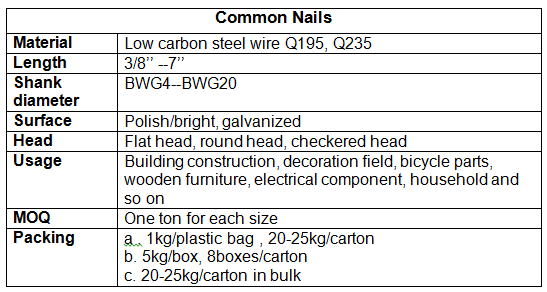 Common Nails
Material Low carbon steel wire Q195, Q235
Length 3/8’’ --7’’
Shank diameter BWG4--BWG20
Surface Polish/bright, galvanized
Head Flat head, round head, checkered head
Usage Building construction, decoration field, bicycle parts,
wooden furniture, electrical component, household and
so on
MOQ One ton for each size
Packing a.. 1kg/plastic bag , 20-25kg/carton
b. 5kg/box, 8boxes/carton
c. 20-25kg/carton in bulk